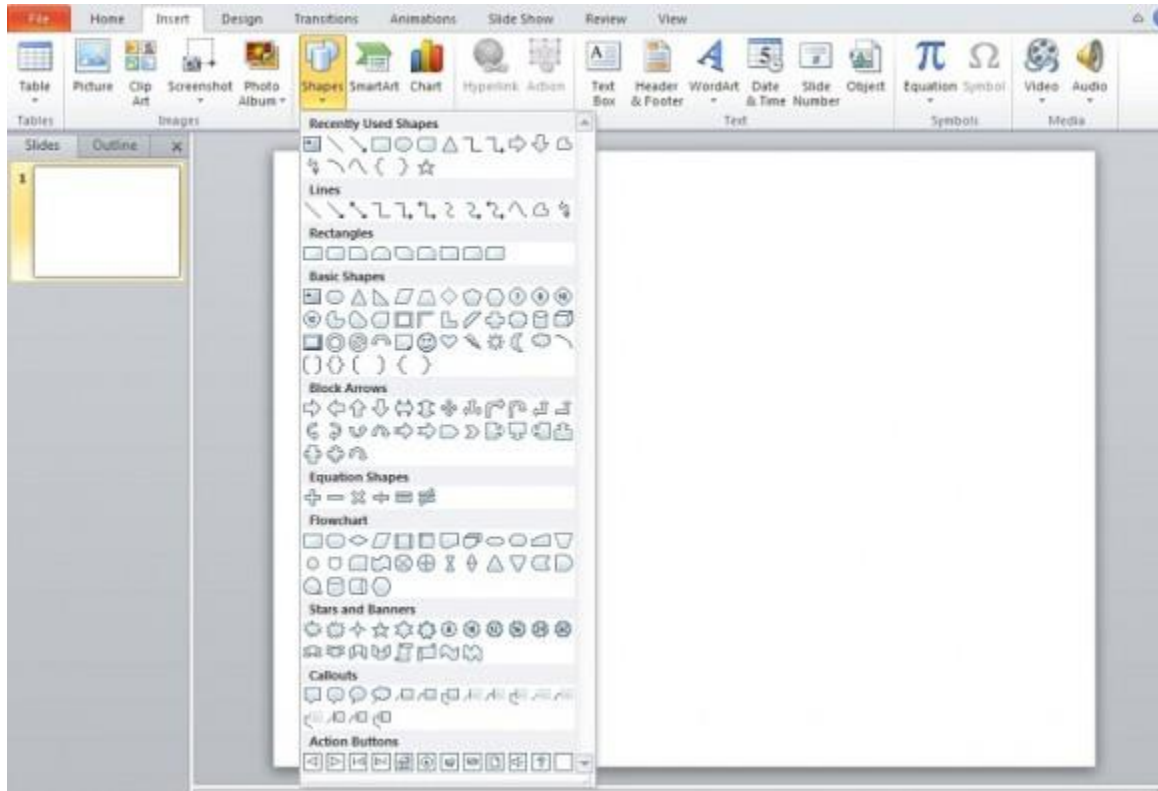 File Home Insert Design Transitions Animations Slide Show Review View
Table Picture Clip Art Screenshot Photo Album Shapes SmartArt Chart Hyperlink Action Text Box Header & Footer WordArt Date & Time Slide Number Object Equation Symbol Video Audio
Tables Images Text Symbols Media
Slides Outline
1
Recently Used Shapes
Lines
Rectangles
Basic Shapes
Block Arrows
Equation Shapes
Flowchart
Stars and Banners
Callouts
Action Buttons